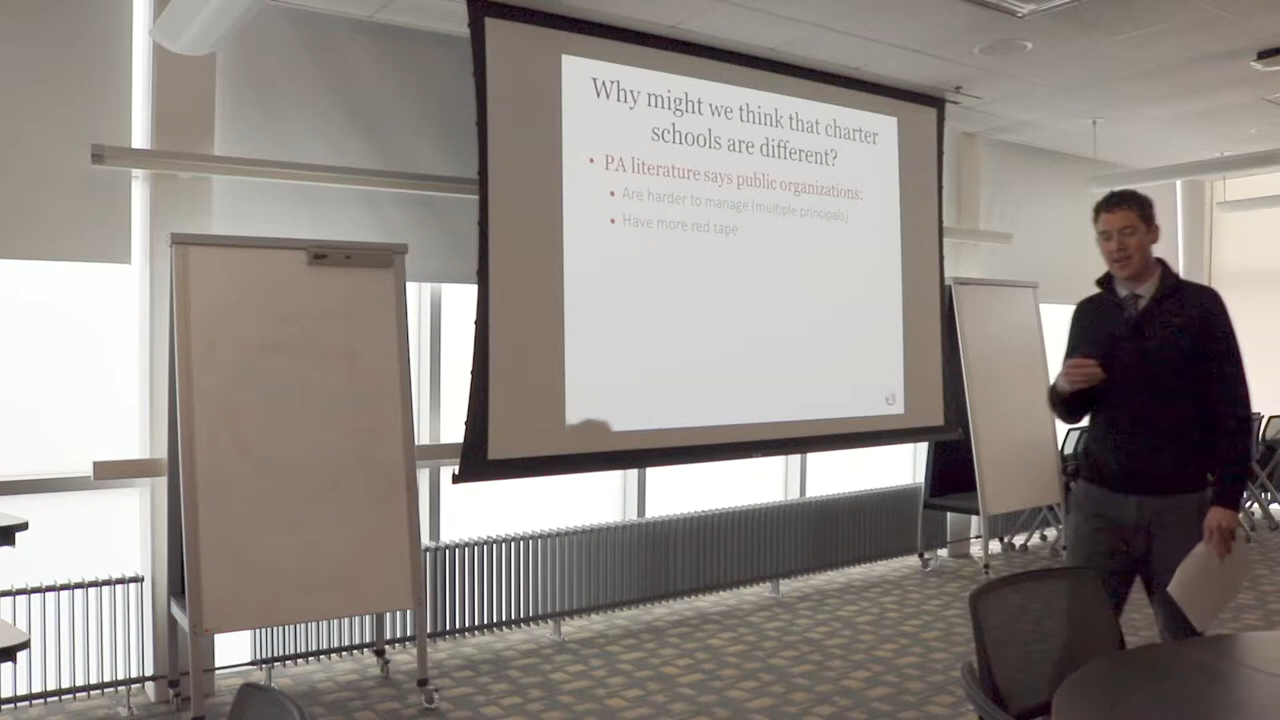 Why might we think that charter
schools are different?
• PA literature says public organizations:
• Are harder to manage (multiple principals)
• Have more red tape